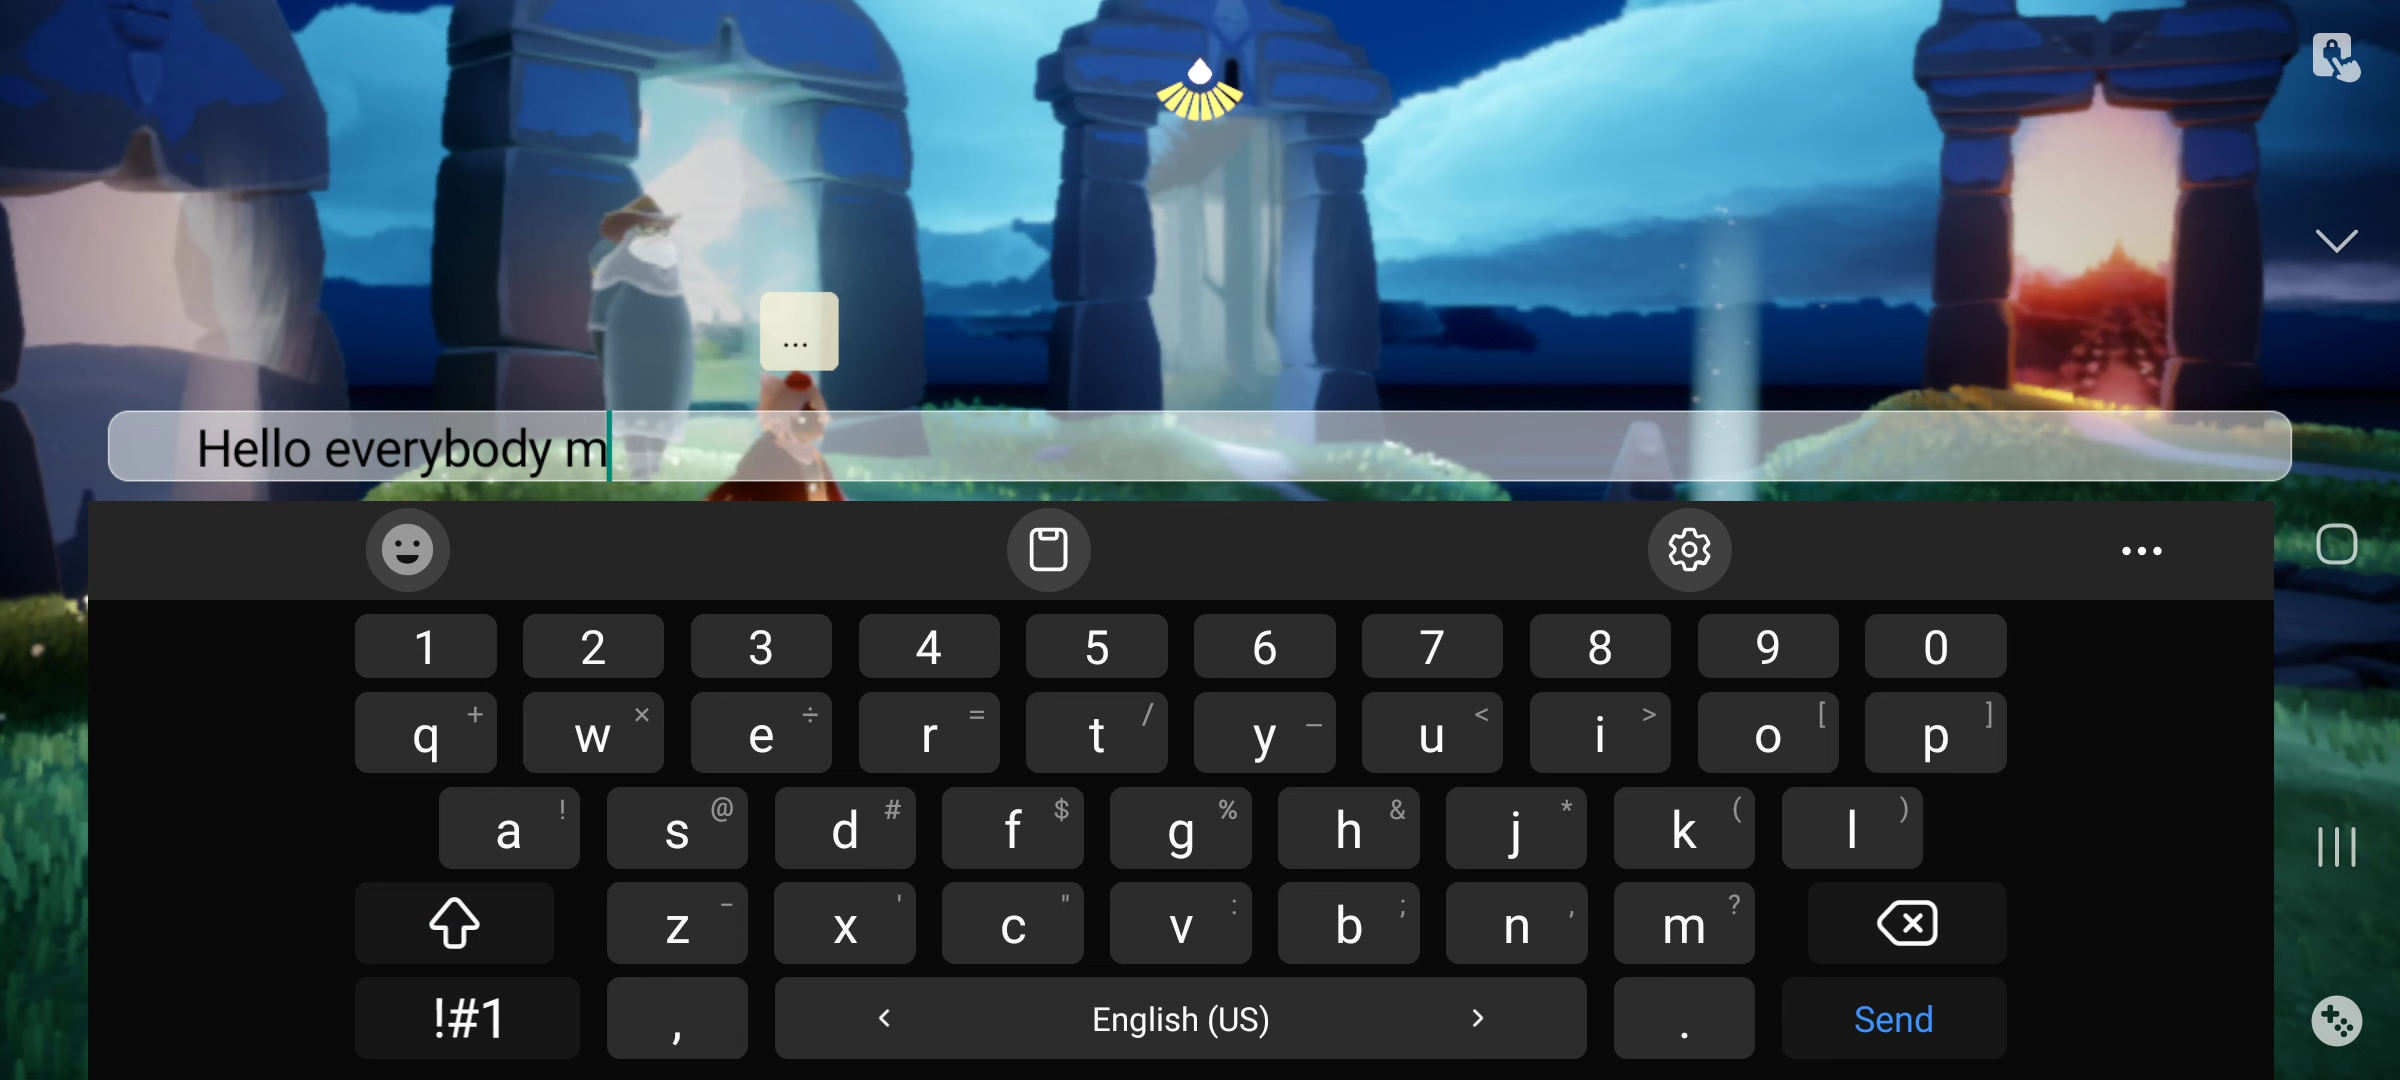 ...
Hello everybody m
1 2 3 4 5 6 7 8 9 0
q + w × e ÷ r = t / y _ u < i > o [ p ]
a ! s @ d # f $ g % h & j * k ( l )
z - x ' c " v : b ; n , m ?
!#1 , < English (US) > . Send